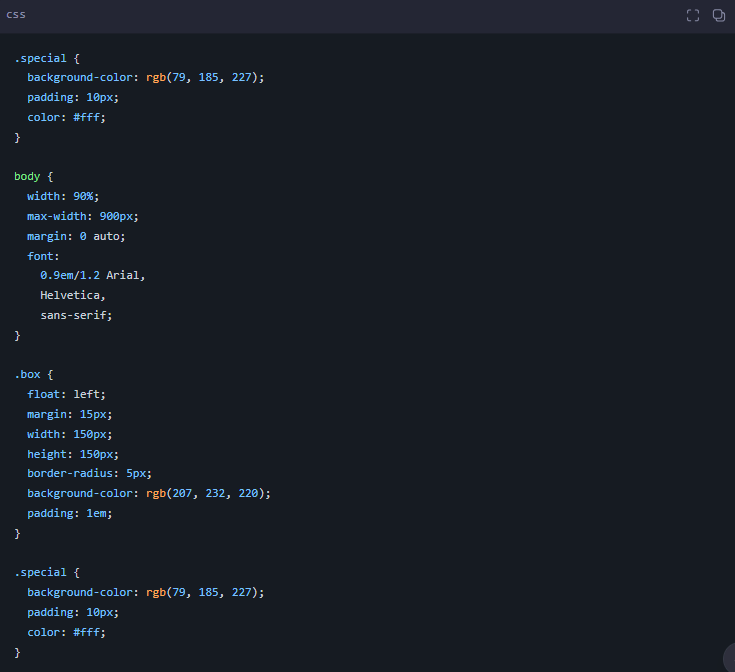 css
.special {
  background-color: rgb(79, 185, 227);
  padding: 10px;
  color: #fff;
}
body {
  width: 90%;
  max-width: 900px;
  margin: 0 auto;
  font:
    0.9em/1.2 Arial,
    Helvetica,
    sans-serif;
}
.box {
  float: left;
  margin: 15px;
  width: 150px;
  height: 150px;
  border-radius: 5px;
  background-color: rgb(207, 232, 220);
  padding: 1em;
}
.special {
  background-color: rgb(79, 185, 227);
  padding: 10px;
  color: #fff;
}